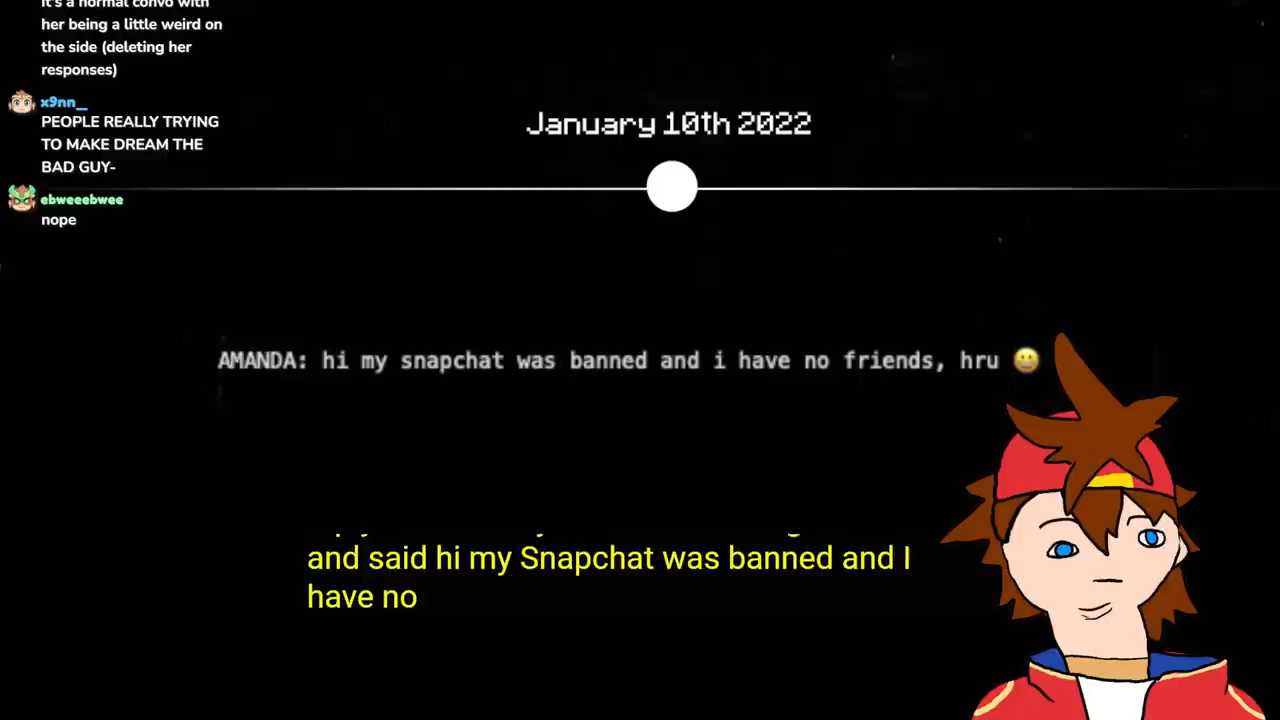 it's a normal convo with
her being a little weird on
the side (deleting her
responses)
x9nn_
PEOPLE REALLY TRYING
TO MAKE DREAM THE
BAD GUY-
ebweeebwee
nope
January 10th 2022
AMANDA: hi my snapchat was banned and i have no friends, hru 😀
and said hi my Snapchat was banned and I
have no